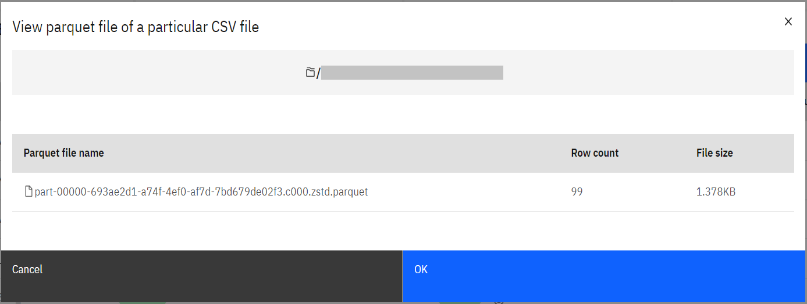 View parquet file of a particular CSV file
/
Parquet file name Row count File size
part-00000-693ae2d1-a74f-4ef0-af7d-7bd679de02f3.c000.zstd.parquet 99 1.378KB
Cancel OK